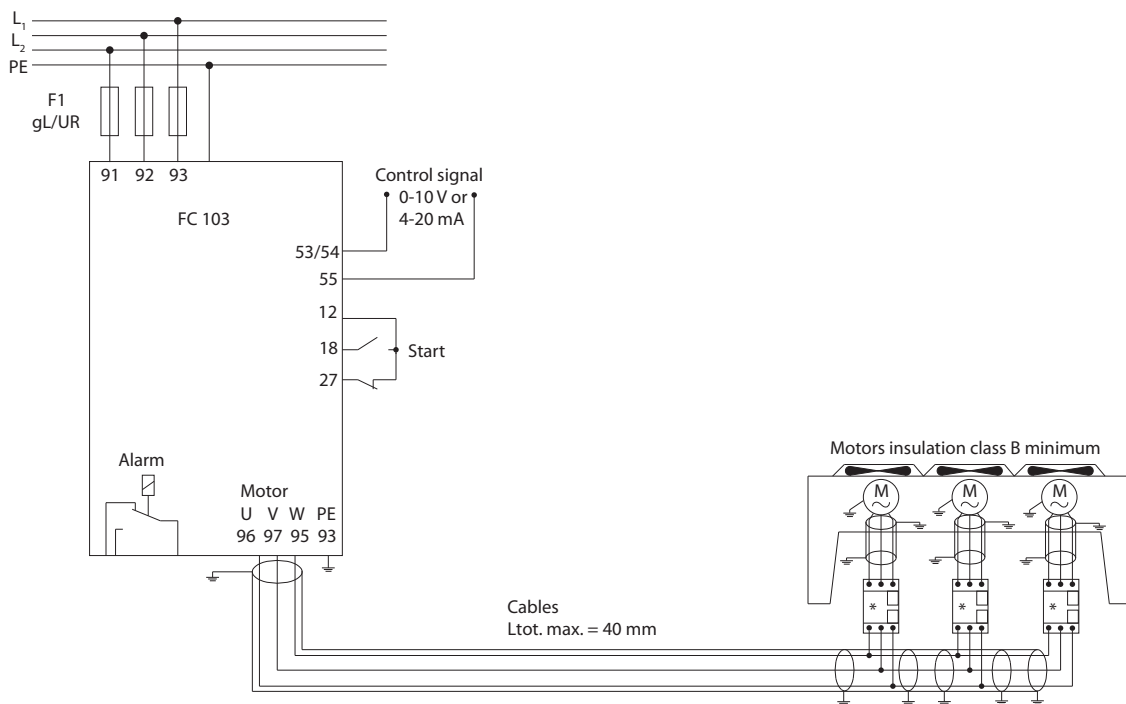 L1
L2
PE
F1
gL/UR
91 92 93
FC 103
Control signal
0-10 V or
4-20 mA
53/54
55
12
18
Start
27
Alarm
Motor
U V W PE
96 97 95 93
Cables
Ltot. max. = 40 mm
Motors insulation class B minimum
M M M
* * *